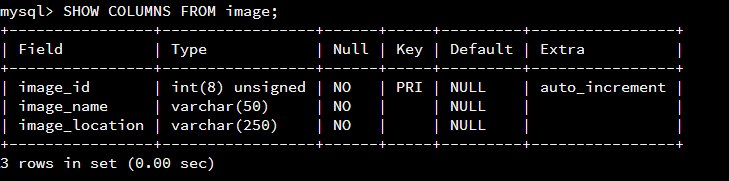 mysql> SHOW COLUMNS FROM image;
+----------------+-----------------+------+-----+---------+----------------+
| Field          | Type            | Null | Key | Default | Extra          |
+----------------+-----------------+------+-----+---------+----------------+
| image_id       | int(8) unsigned | NO   | PRI | NULL    | auto_increment |
| image_name     | varchar(50)     | NO   |     | NULL    |                |
| image_location | varchar(250)    | NO   |     | NULL    |                |
+----------------+-----------------+------+-----+---------+----------------+
3 rows in set (0.00 sec)